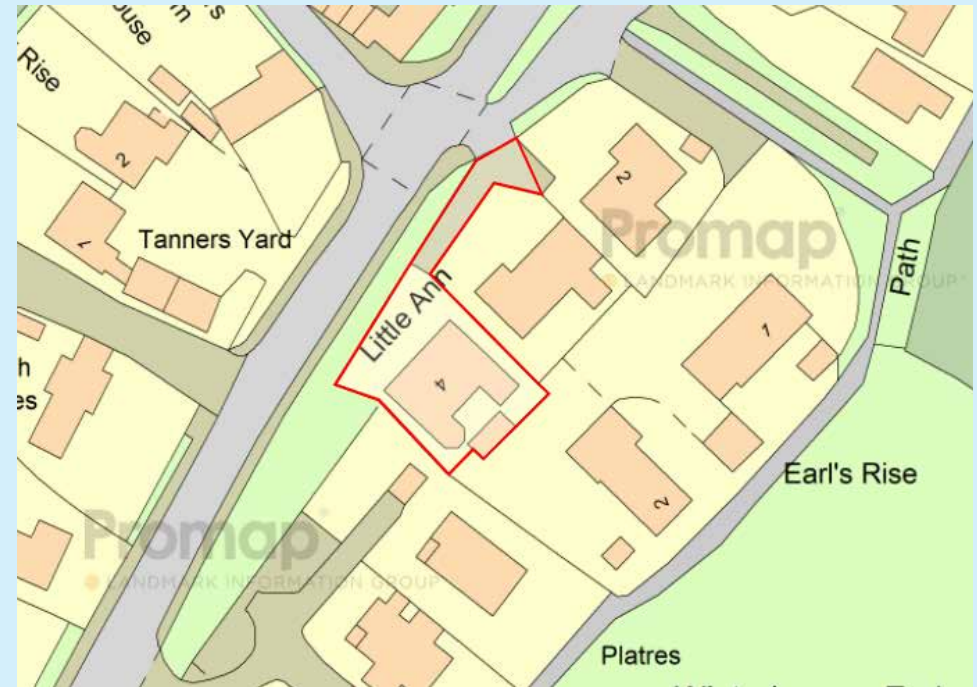 Rise
2
1
Tanners Yard
2
Promap
LANDMARK INFORMATION GROUP
Path
Little Ann
4
1
2
Earl's Rise
Promap
LANDMARK INFORMATION GROUP
Platres